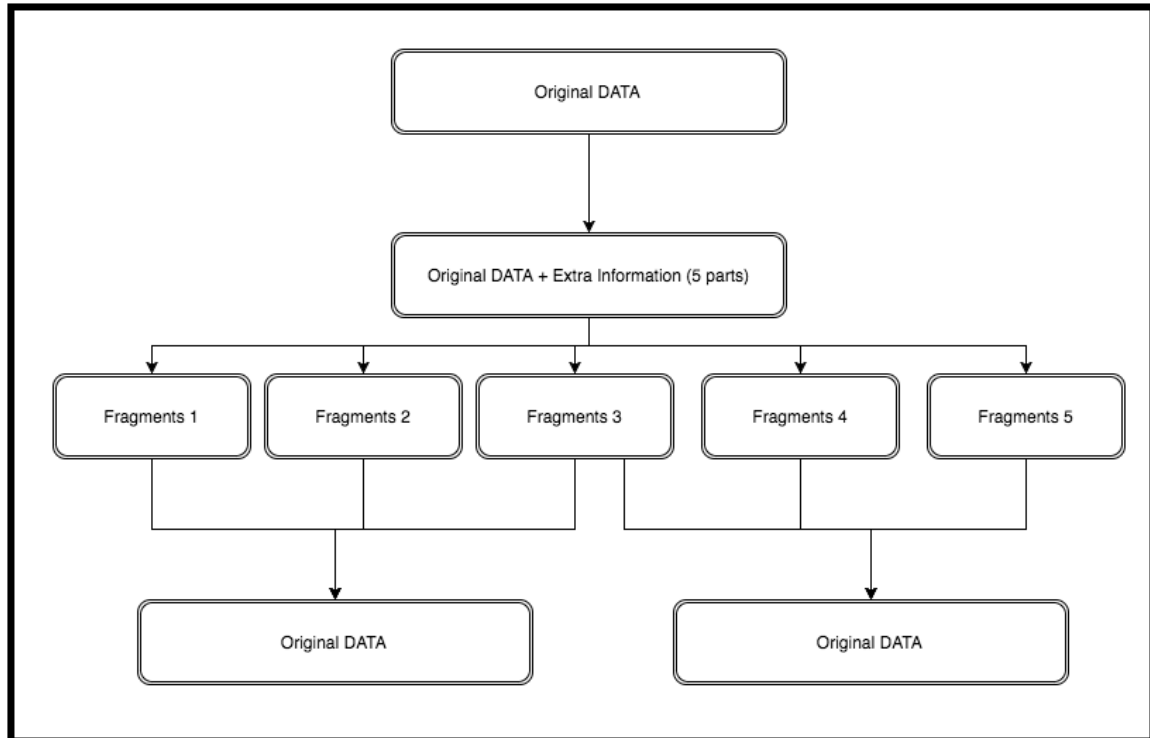 Original DATA
Original DATA + Extra Information (5 parts)
Fragments 1
Fragments 2
Fragments 3
Fragments 4
Fragments 5
Original DATA
Original DATA